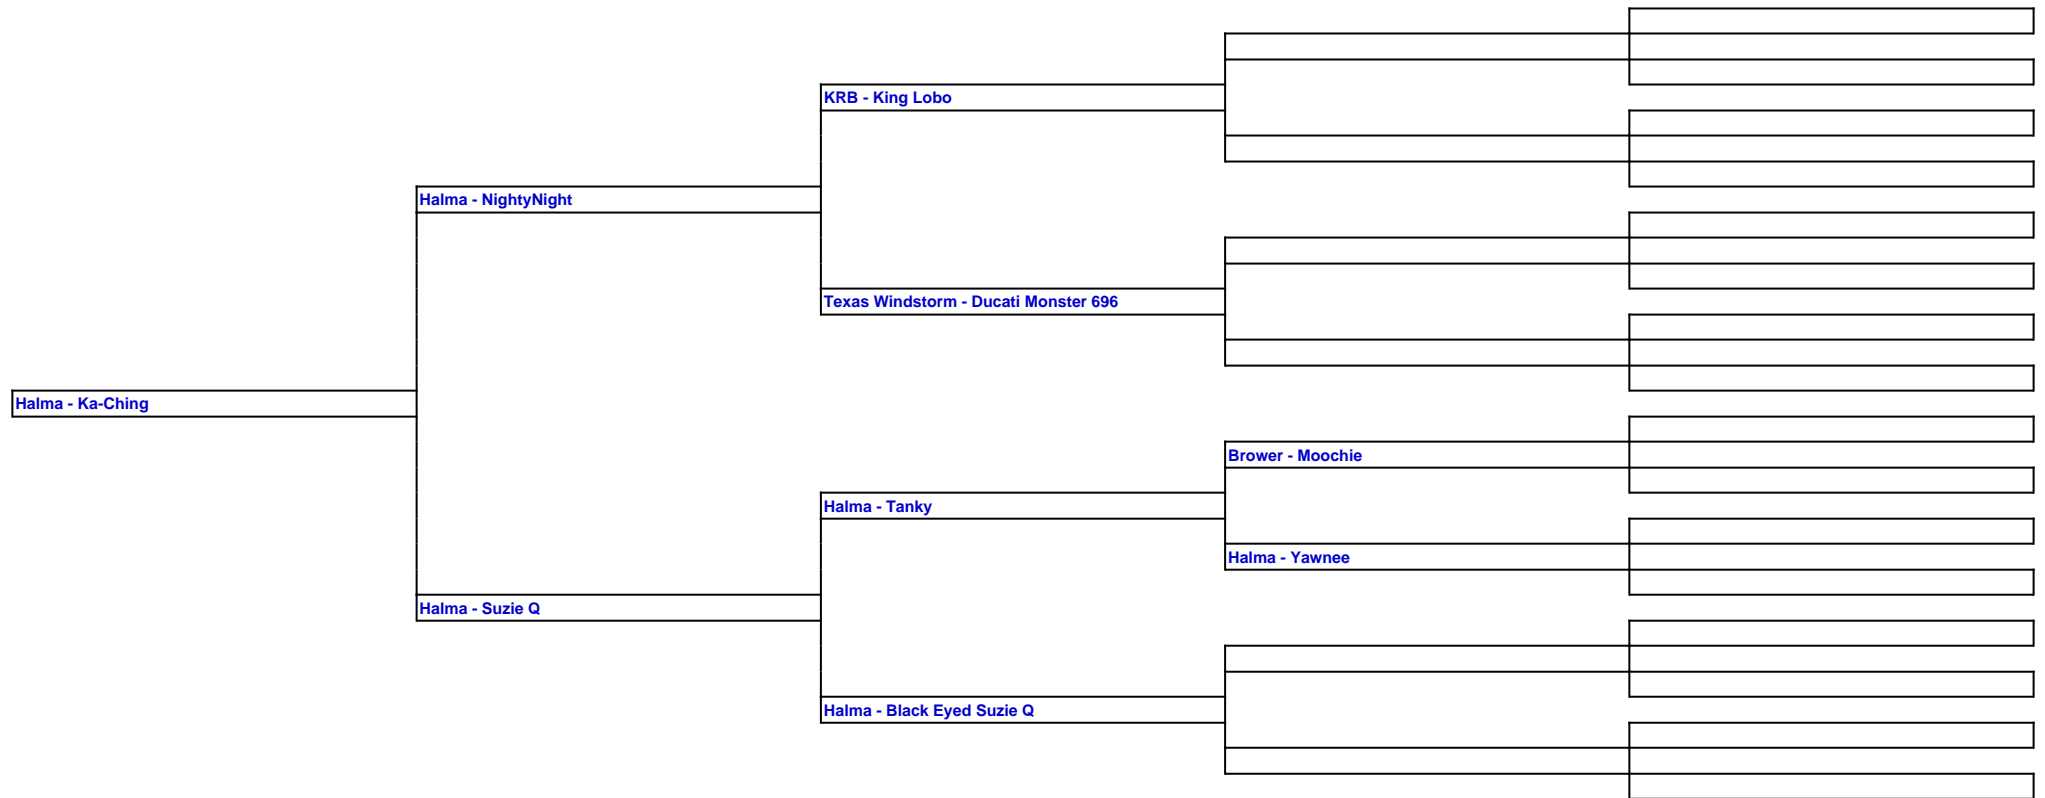 KRB - King Lobo
Halma - NightyNight
Texas Windstorm - Ducati Monster 696
Halma - Ka-Ching
Brower - Moochie
Halma - Tanky
Halma - Yawnee
Halma - Suzie Q
Halma - Black Eyed Suzie Q